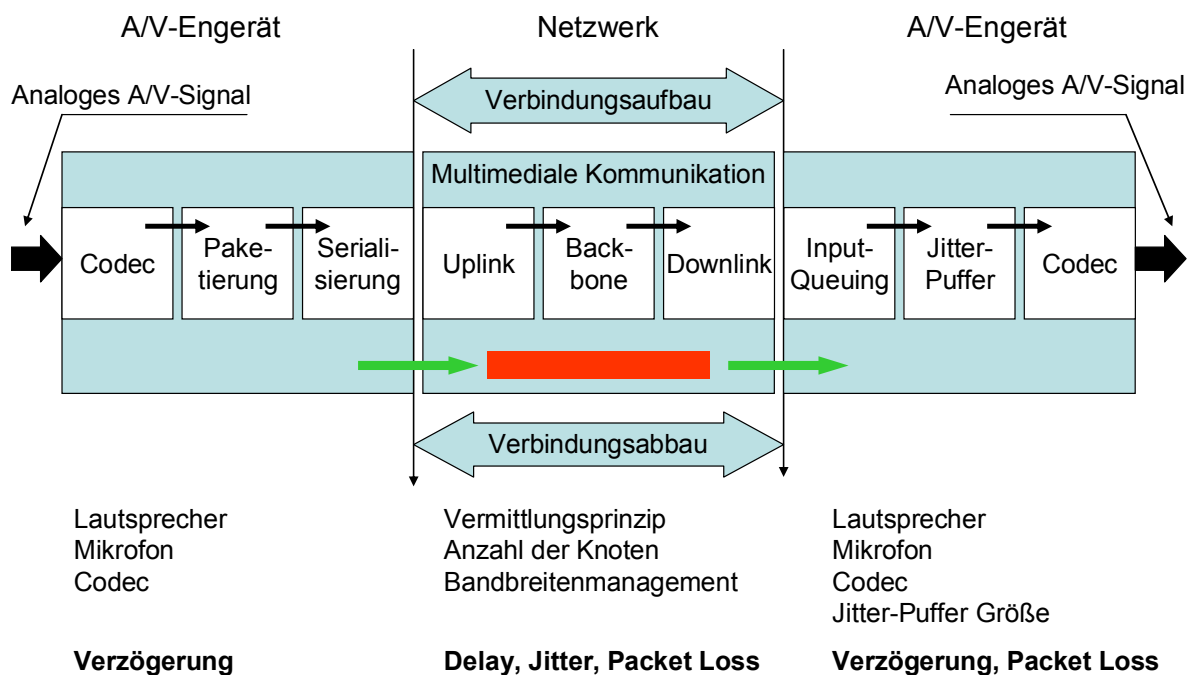 A/V-Engerät
Netzwerk
A/V-Engerät
Analoges A/V-Signal
Verbindungsaufbau
Analoges A/V-Signal
Multimediale Kommunikation
Codec
Pake-
tierung
Seriali-
sierung
Uplink
Back-
bone
Downlink
Input-
Queuing
Jitter-
Puffer
Codec
Verbindungsabbau
Lautsprecher
Mikrofon
Codec
Verzögerung
Vermittlungsprinzip
Anzahl der Knoten
Bandbreitenmanagement
Delay, Jitter, Packet Loss
Lautsprecher
Mikrofon
Codec
Jitter-Puffer Größe
Verzögerung, Packet Loss